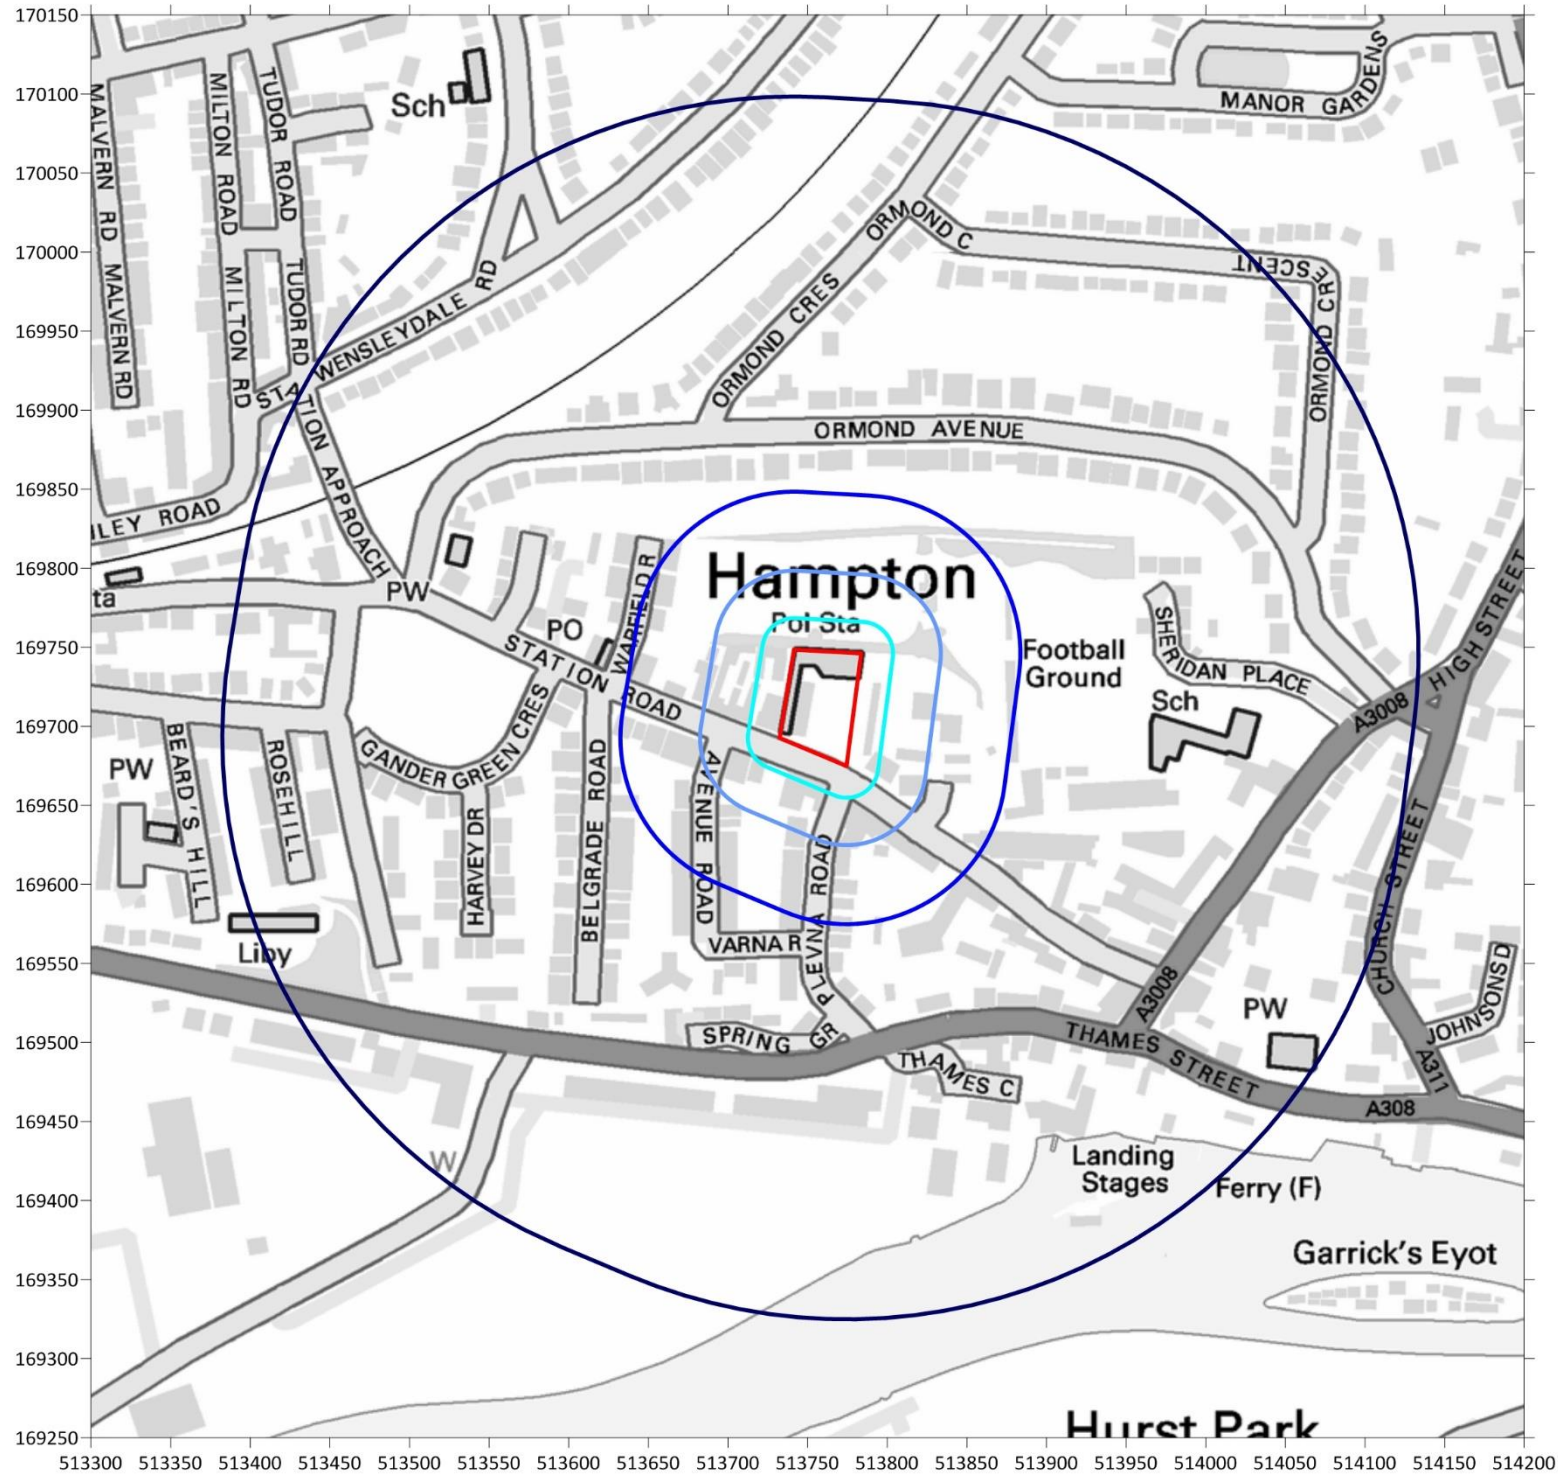 170150
170100
170050
170000
169950
169900
169850
169800
169750
169700
169650
169600
169550
169500
169450
169400
169350
169300
169250
513300 513350 513400 513450 513500 513550 513600 513650 513700 513750 513800 513850 513900 513950 514000 514050 514100 514150 514200
MALVERN RD
MALVERN RD
MILTON ROAD
MILTON RD
TUDOR ROAD
TUDOR RD
Sch
MANOR GARDENS
WENSLEYDALE RD
STATION APPROACH
ORMOND CRESCENT
ORMOND CRES
ORMOND CRES
ORMOND AVENUE
ILEY ROAD
ta
PW
PO
WARFIELD R
STATION ROAD
Hampton
Pol Sta
Football
Ground
SHERIDAN PLACE
Sch
A3008
HIGH STREET
PW
BEARD'S HILL
ROSEHILL
GANDER GREEN CRES
HARVEY DR
BELGRADE ROAD
AVENUE ROAD
PLEVNA ROAD
VARNA R
CHURCH STREET
Liby
SPRING GR
THAMES C
A3008
THAMES STREET
PW
JOHNSONS D
A311
A308
W
Landing
Stages
Ferry (F)
Garrick's Eyot
Hurst Park